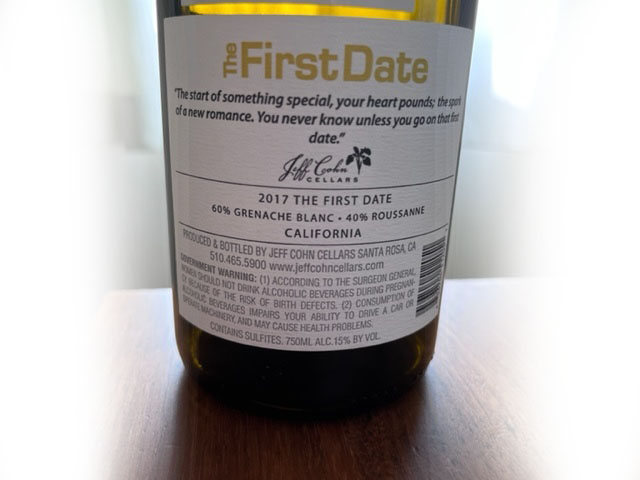 The First Date
"The start of something special, your heart pounds; the spark
of a new romance. You never know unless you go on that first
date."
Jeff Cohn
CELLARS
2017 THE FIRST DATE
60% GRENACHE BLANC • 40% ROUSSANNE
CALIFORNIA
PRODUCED & BOTTLED BY JEFF COHN CELLARS SANTA ROSA, CA
510.465.5900 www.jeffcohncellars.com
GOVERNMENT WARNING: (1) ACCORDING TO THE SURGEON GENERAL,
WOMEN SHOULD NOT DRINK ALCOHOLIC BEVERAGES DURING PREGNAN-
CY BECAUSE OF THE RISK OF BIRTH DEFECTS. (2) CONSUMPTION OF
ALCOHOLIC BEVERAGES IMPAIRS YOUR ABILITY TO DRIVE A CAR OR
OPERATE MACHINERY, AND MAY CAUSE HEALTH PROBLEMS.
CONTAINS SULFITES. 750ML ALC.15% BY VOL.